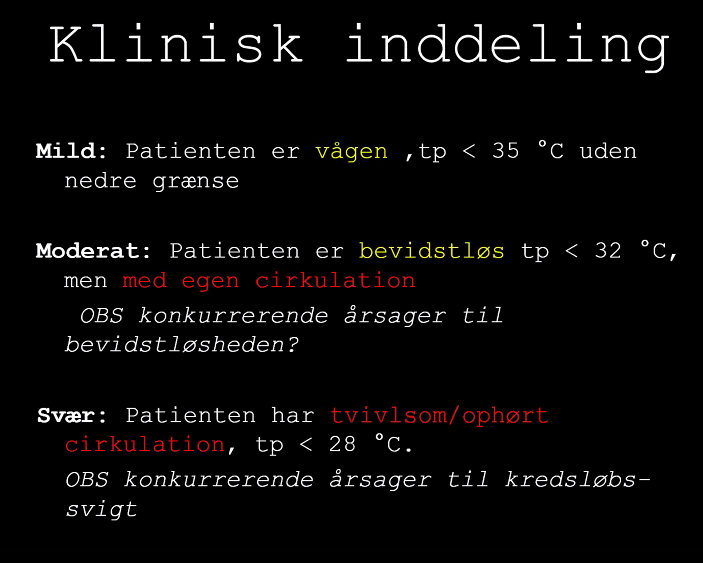 Klinisk inddeling
Mild: Patienten er vågen ,tp < 35 °C uden
nedre grænse
Moderat: Patienten er bevidstløs tp < 32 °C,
men med egen cirkulation
OBS konkurrerende årsager til
bevidstløsheden?
Svær: Patienten har tvivlsom/ophørt
cirkulation, tp < 28 °C.
OBS konkurrerende årsager til kredsløbs-
svigt